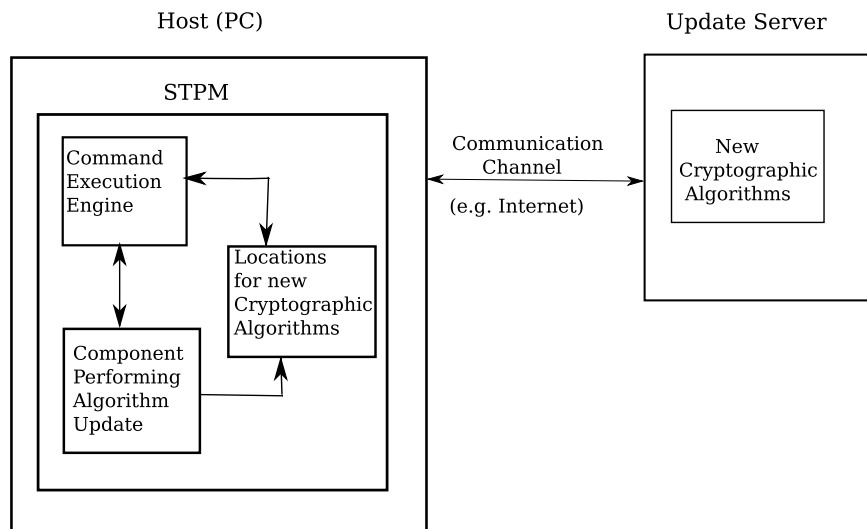 Host (PC)
Update Server
STPM
Command
Execution
Engine
Locations
for new
Cryptographic
Algorithms
Component
Performing
Algorithm
Update
Communication
Channel
(e.g. Internet)
New
Cryptographic
Algorithms